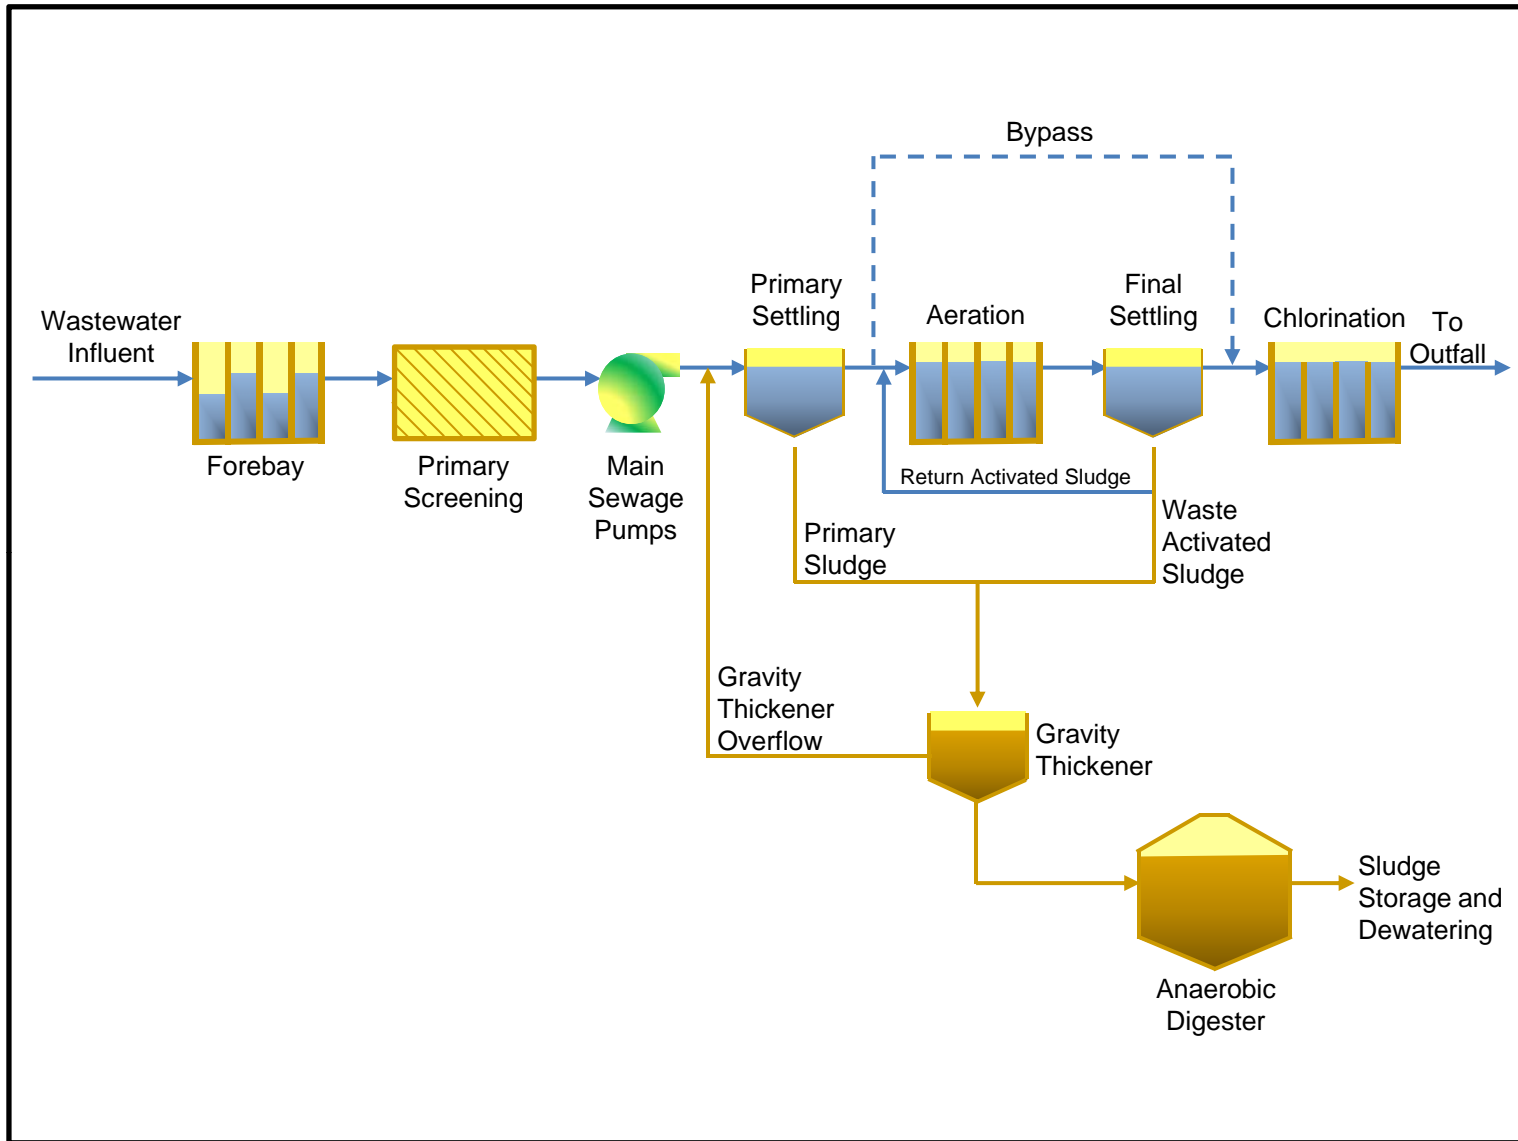 Bypass
Primary
Settling
Final
Settling
Aeration
Chlorination
To
Outfall
Wastewater
Influent
Forebay
Primary
Screening
Main
Sewage
Pumps
Return Activated Sludge
Primary
Sludge
Waste
Activated
Sludge
Gravity
Thickener
Overflow
Gravity
Thickener
Sludge
Storage and
Dewatering
Anaerobic
Digester